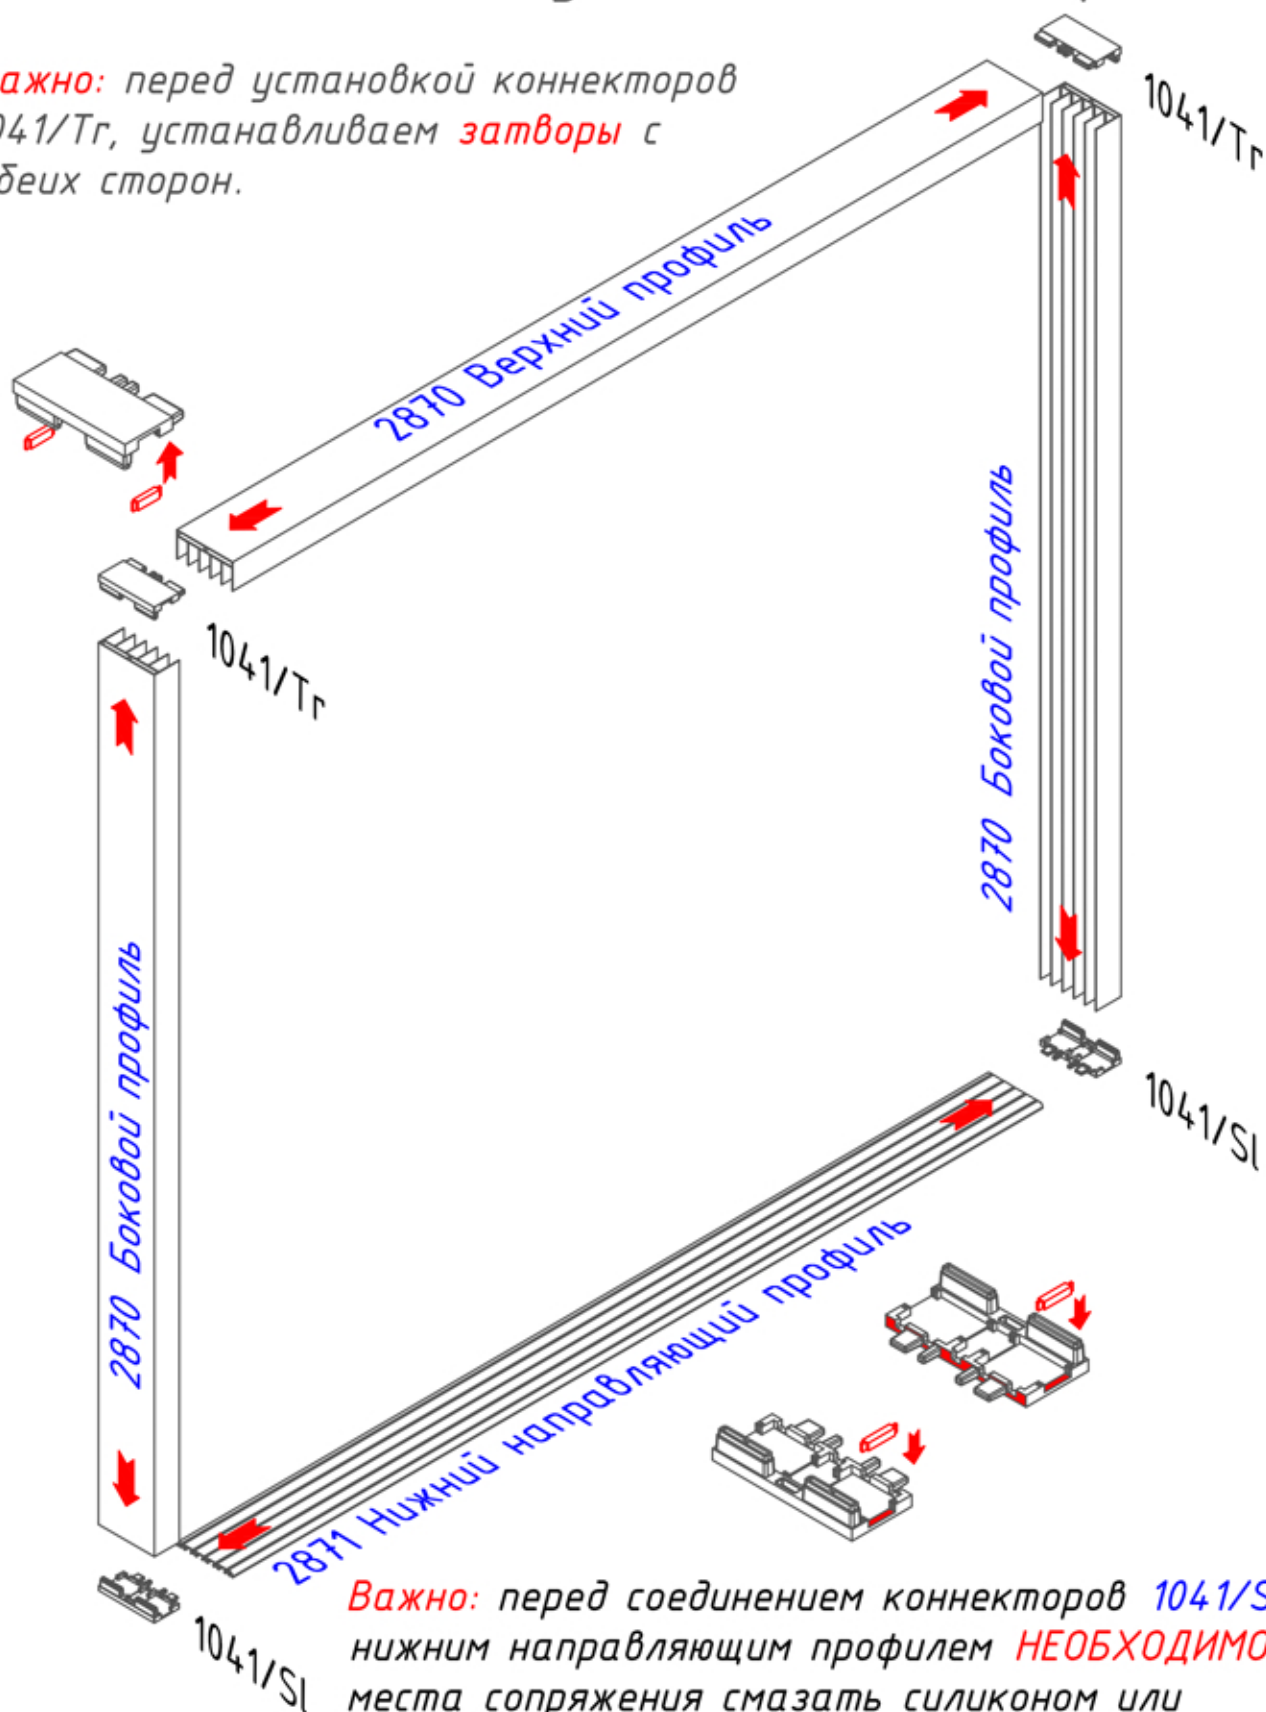 ажно: перед установкой коннекторов
041/Tr, устанавливаем затворы с
беих сторон.
1041/Tr
2870 Верхний профиль
2870 Боковой профиль
1041/Tr
2870 Боковой профиль
1041/Sl
2871 Нижний направляющий профиль
1041/Sl
Важно: перед соединением коннекторов 1041/S
нижним направляющим профилем НЕОБХОДИМО
места сопряжения смазать силиконом или